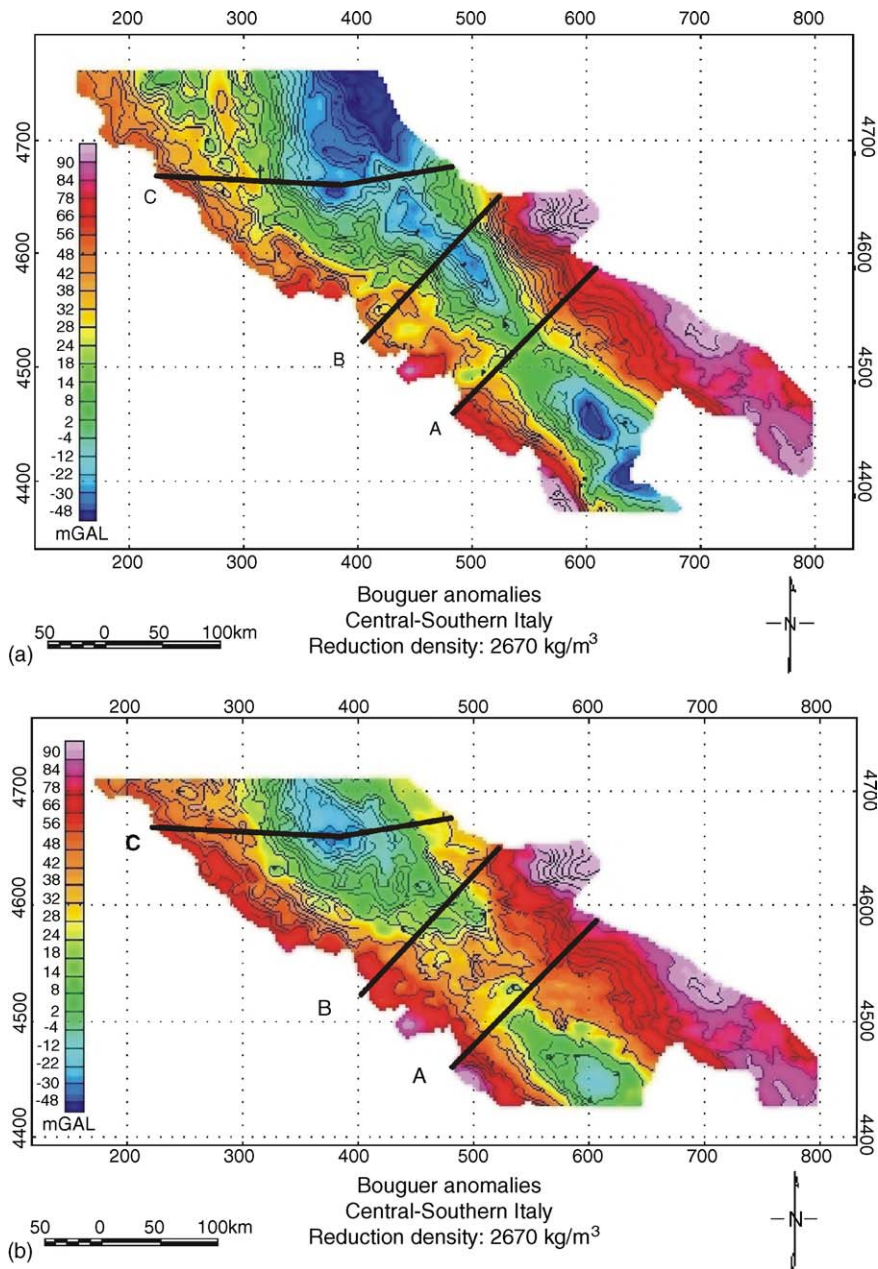 200 300 400 500 600 700 800
4700 4600 4500 4400
4700 4600 4500 4400
90
84
78
66
56
48
42
38
32
28
24
18
14
8
2
-4
-12
-22
-30
-48
mGAL
C
B
A
200 300 400 500 600 700 800
Bouguer anomalies
Central-Southern Italy
Reduction density: 2670 kg/m³
50 0 50 100km
N
(a)
200 300 400 500 600 700 800
4700 4600 4500 4400
4700 4600 4500 4400
90
84
78
66
56
48
42
38
32
28
24
18
14
8
2
-4
-12
-22
-30
-48
mGAL
C
B
A
200 300 400 500 600 700 800
Bouguer anomalies
Central-Southern Italy
Reduction density: 2670 kg/m³
50 0 50 100km
N
(b)